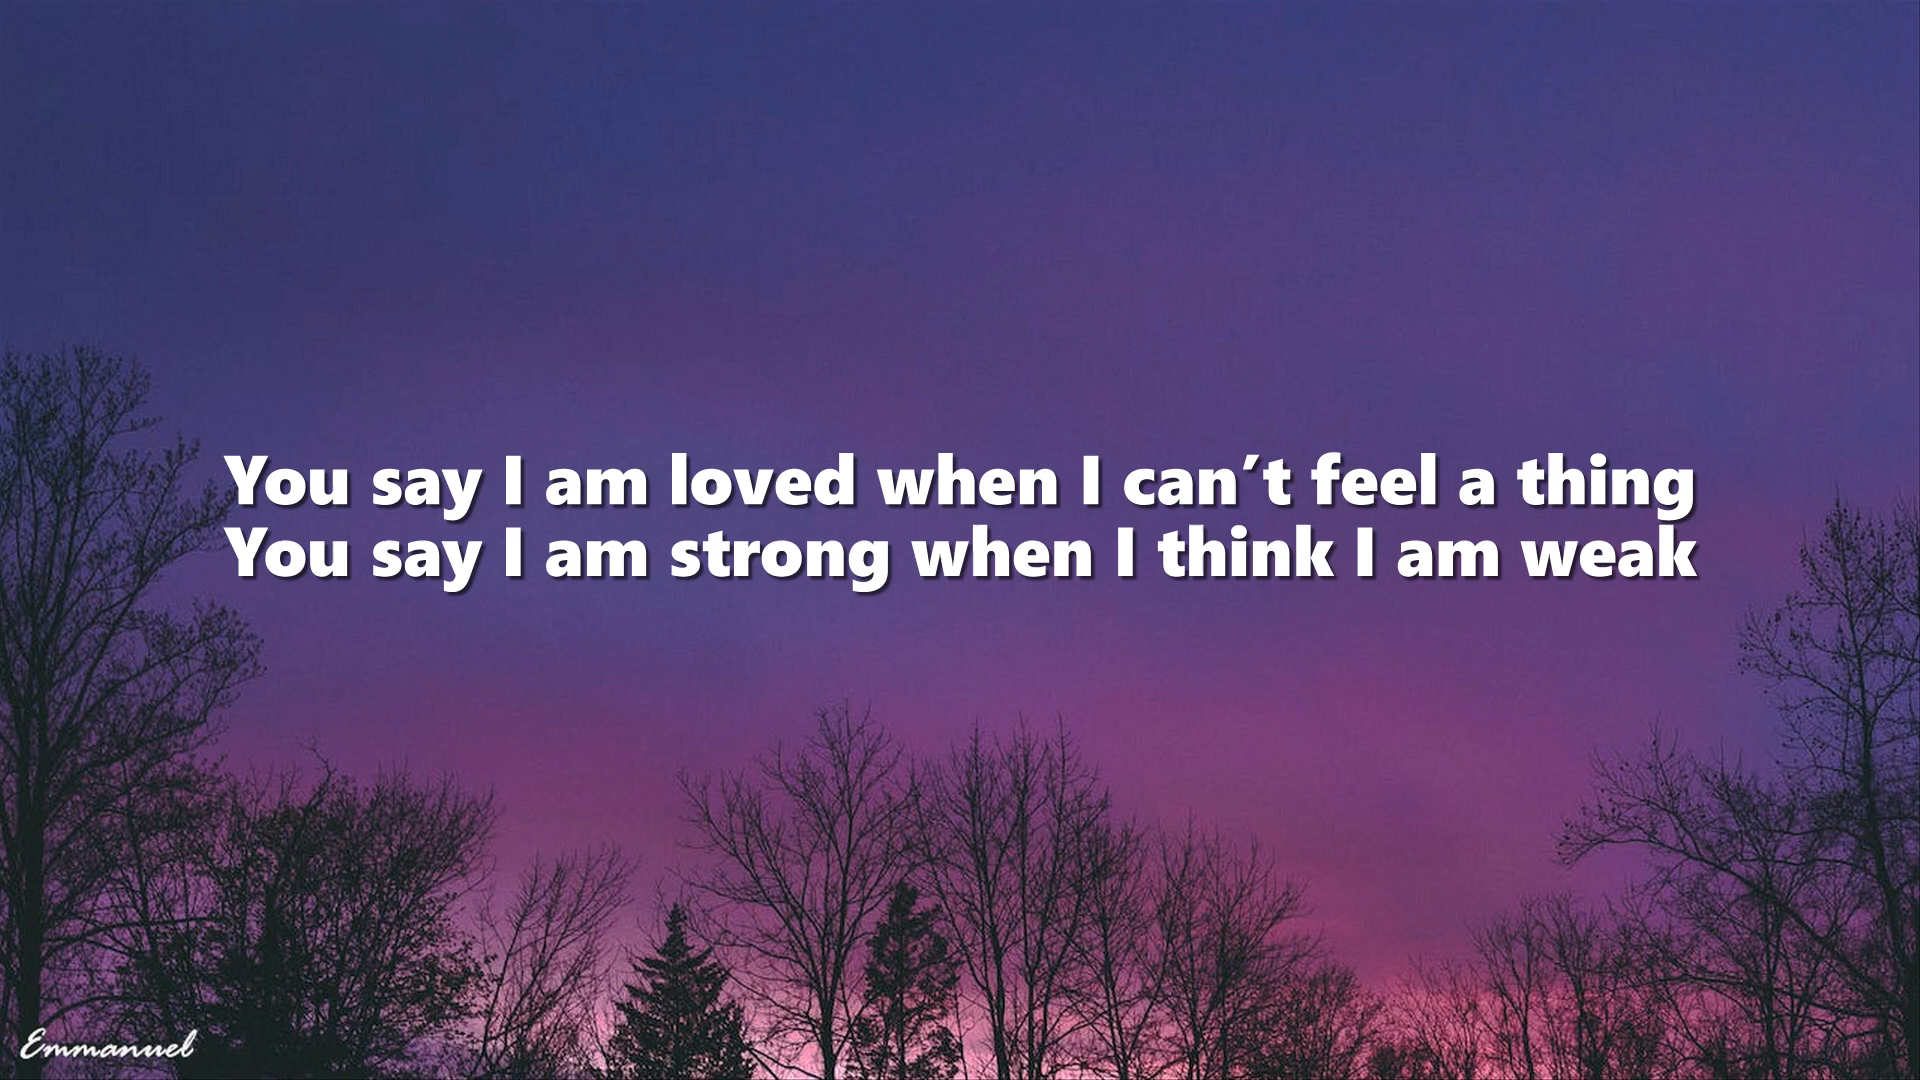 You say I am loved when I can′t feel a thing
You say I am strong when I think I am weak
Emmanuel